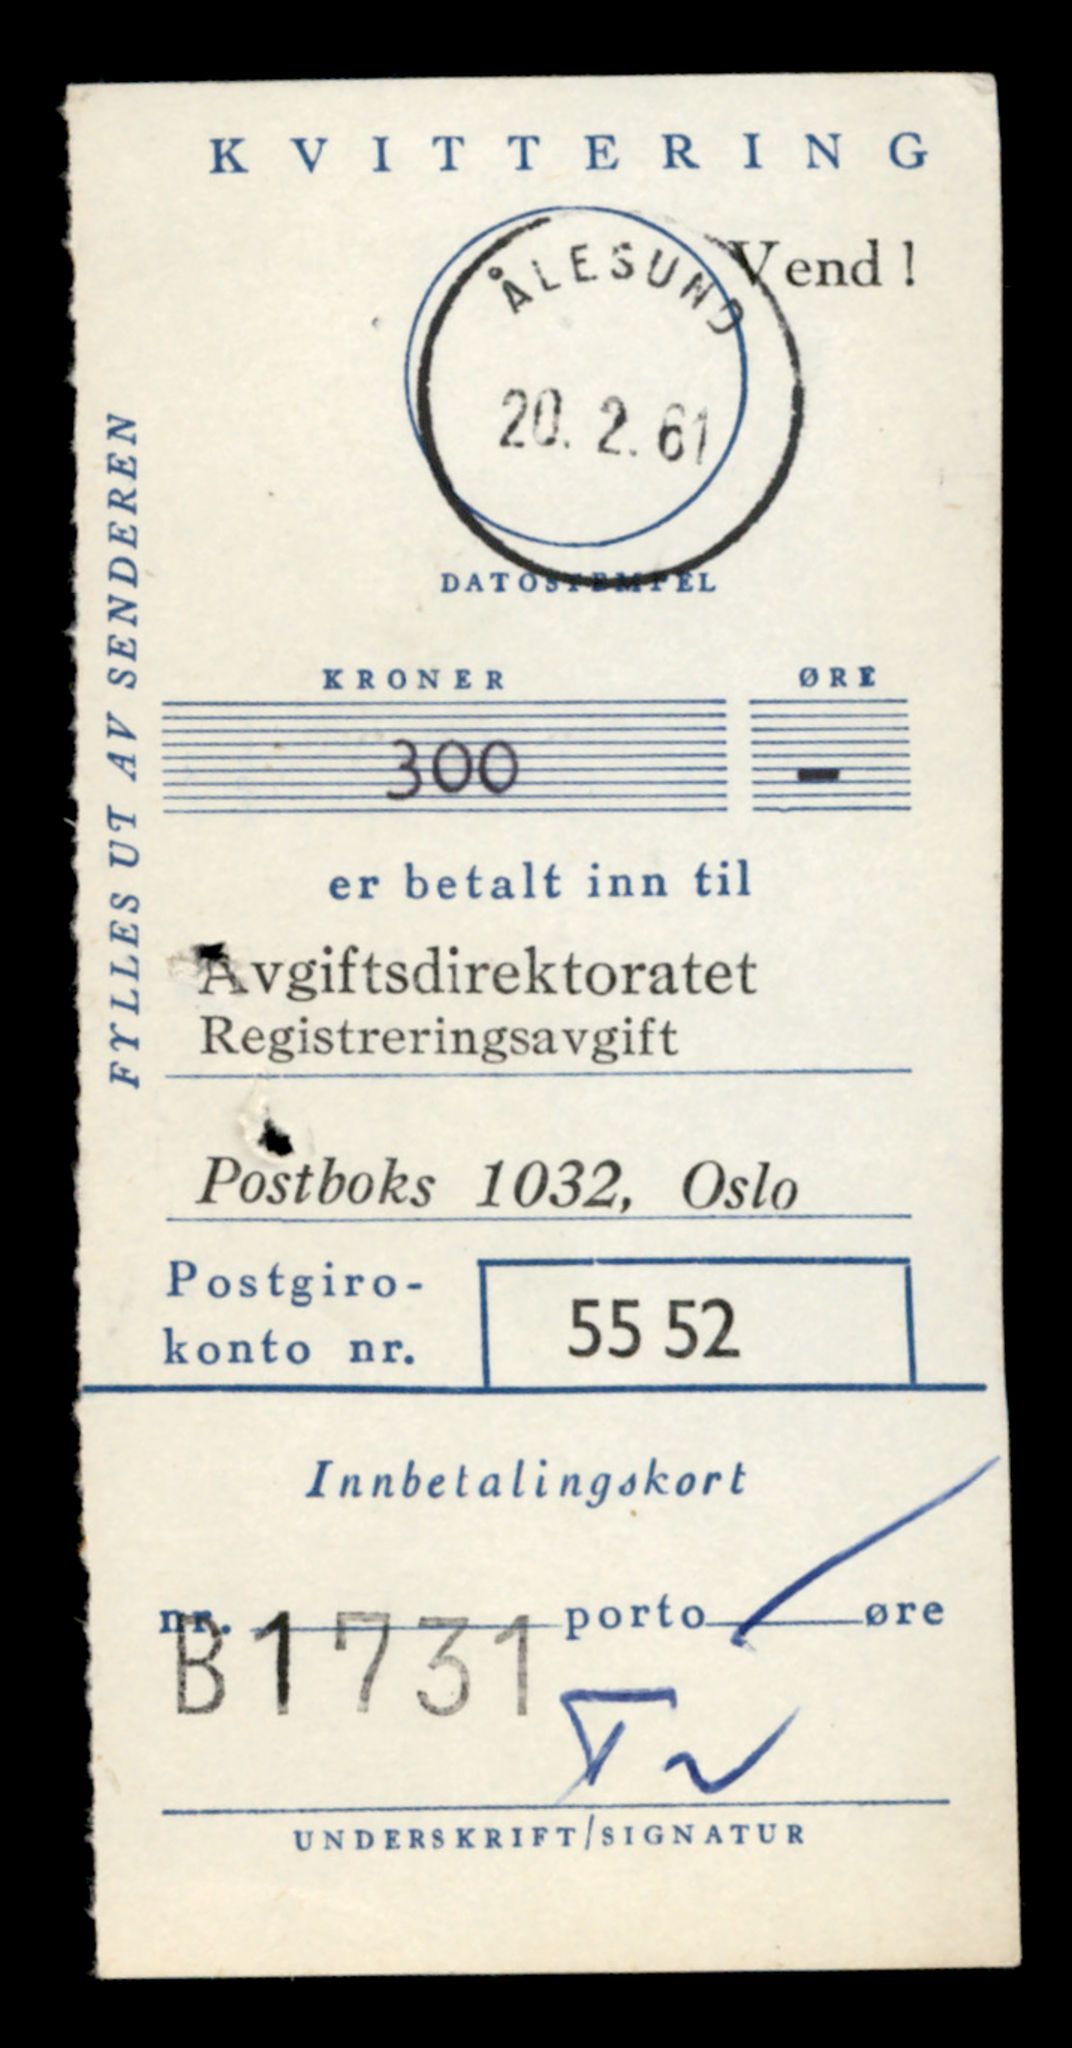 KVITTERING
Vend !
ÅLESUND
20. 2. 61
DATOSTEMPEL
FYLLES UT AV SENDEREN
KRONER ØRE
300 -
er betalt inn til
Avgiftsdirektoratet
Registreringsavgift
Postboks 1032, Oslo
Postgiro-
konto nr. 55 52
Innbetalingskort
nr. B1731 porto øre
UNDERSKRIFT/SIGNATUR